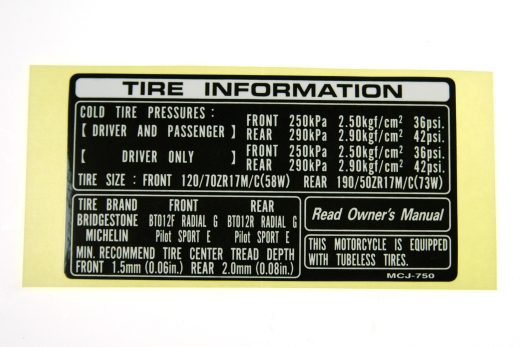 TIRE INFORMATION
COLD TIRE PRESSURES :
【 DRIVER AND PASSENGER 】 FRONT 250kPa 2.50kgf/cm² 36psi.
REAR 290kPa 2.90kgf/cm² 42psi.
【 DRIVER ONLY 】 FRONT 250kPa 2.50kgf/cm² 36psi.
REAR 290kPa 2.90kgf/cm² 42psi.
TIRE SIZE : FRONT 120/70ZR17M/C(58W) REAR 190/50ZR17M/C(73W)
TIRE BRAND FRONT REAR
BRIDGESTONE BT012F RADIAL G BT012R RADIAL G
MICHELIN Pilot SPORT E Pilot SPORT E
MIN. RECOMMEND TIRE CENTER TREAD DEPTH
FRONT 1.5mm (0.06in.) REAR 2.0mm (0.08in.)
Read Owner's Manual
THIS MOTORCYCLE IS EQUIPPED
WITH TUBELESS TIRES.
MCJ-750